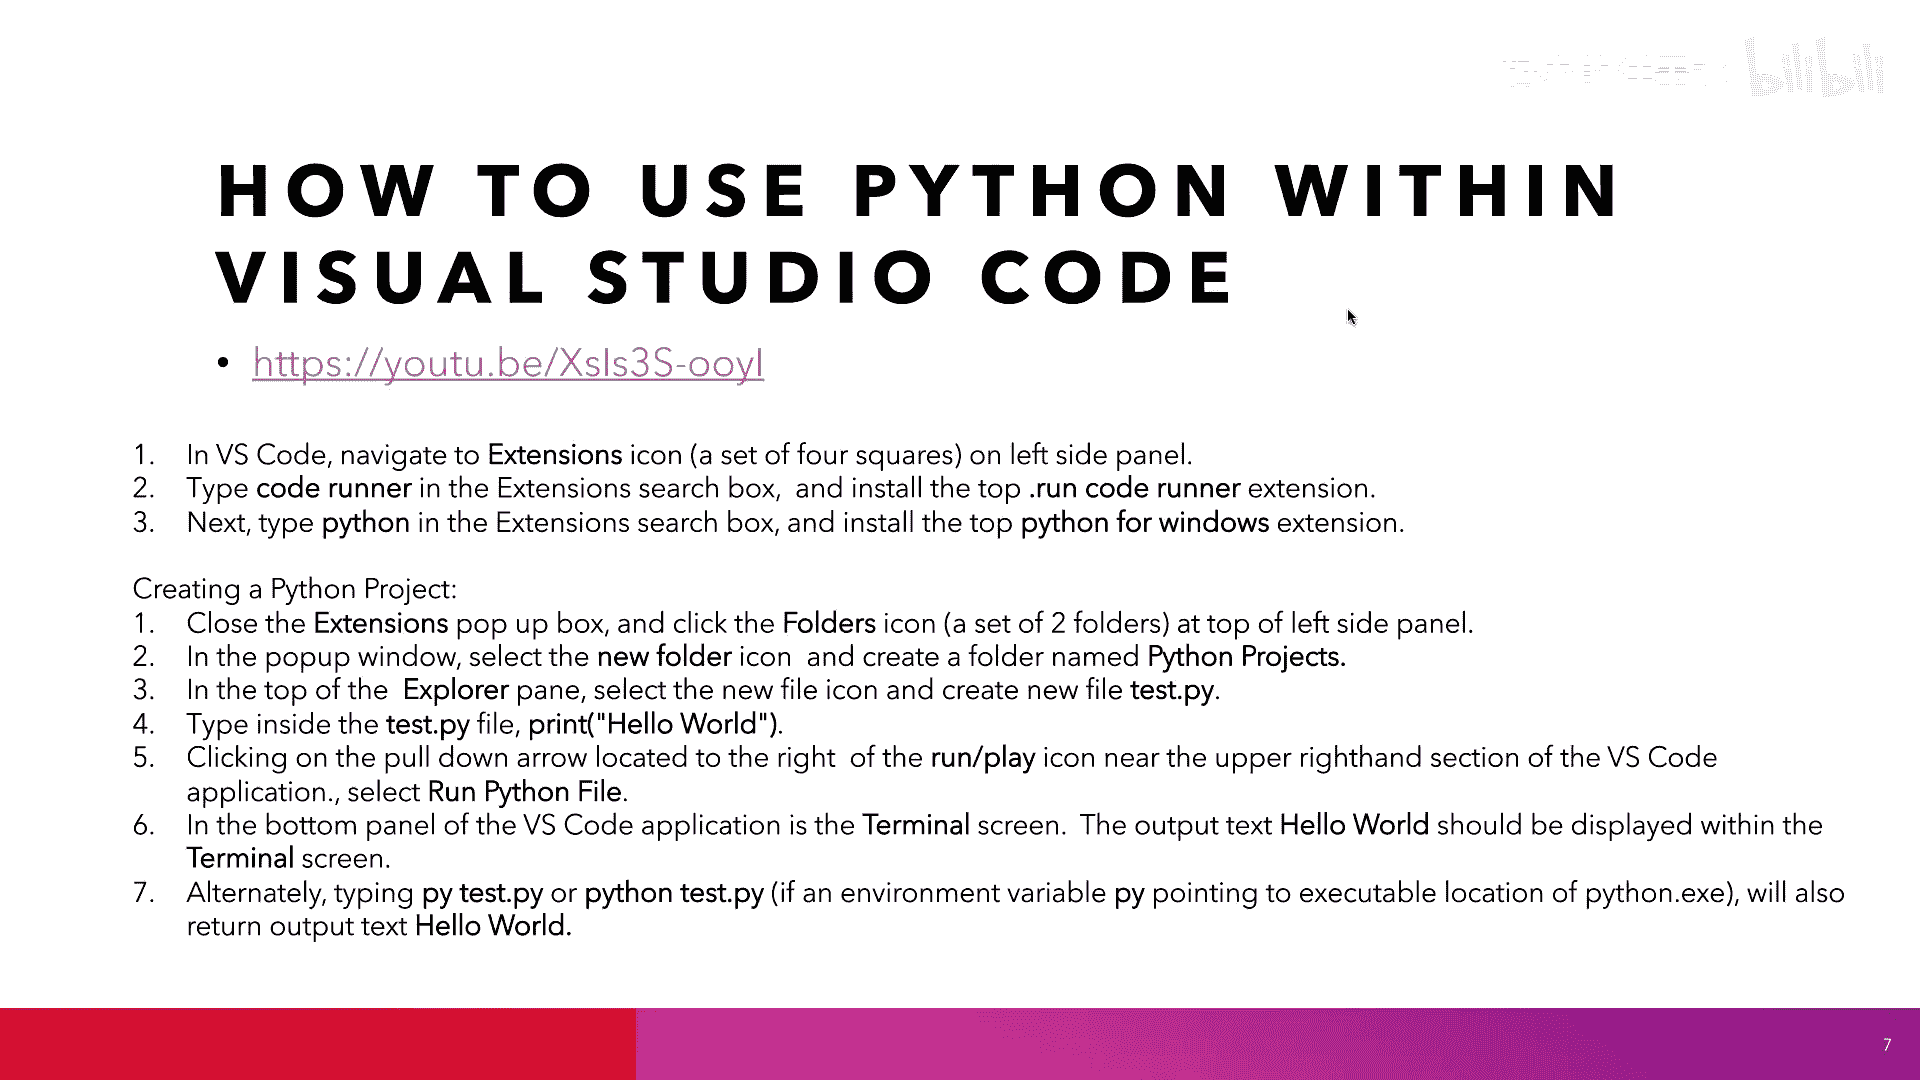 bilibili
HOW TO USE PYTHON WITHIN
VISUAL STUDIO CODE
• https://youtu.be/XsIs3S-ooyI
1. In VS Code, navigate to Extensions icon (a set of four squares) on left side panel.
2. Type code runner in the Extensions search box,  and install the top .run code runner extension.
3. Next, type python in the Extensions search box, and install the top python for windows extension.
Creating a Python Project:
1. Close the Extensions pop up box, and click the Folders icon (a set of 2 folders) at top of left side panel.
2. In the popup window, select the new folder icon  and create a folder named Python Projects.
3. In the top of the  Explorer pane, select the new file icon and create new file test.py.
4. Type inside the test.py file, print("Hello World").
5. Clicking on the pull down arrow located to the right  of the run/play icon near the upper righthand section of the VS Code
application., select Run Python File.
6. In the bottom panel of the VS Code application is the Terminal screen.  The output text Hello World should be displayed within the
Terminal screen.
7. Alternately, typing py test.py or python test.py (if an environment variable py pointing to executable location of python.exe), will also
return output text Hello World.
7